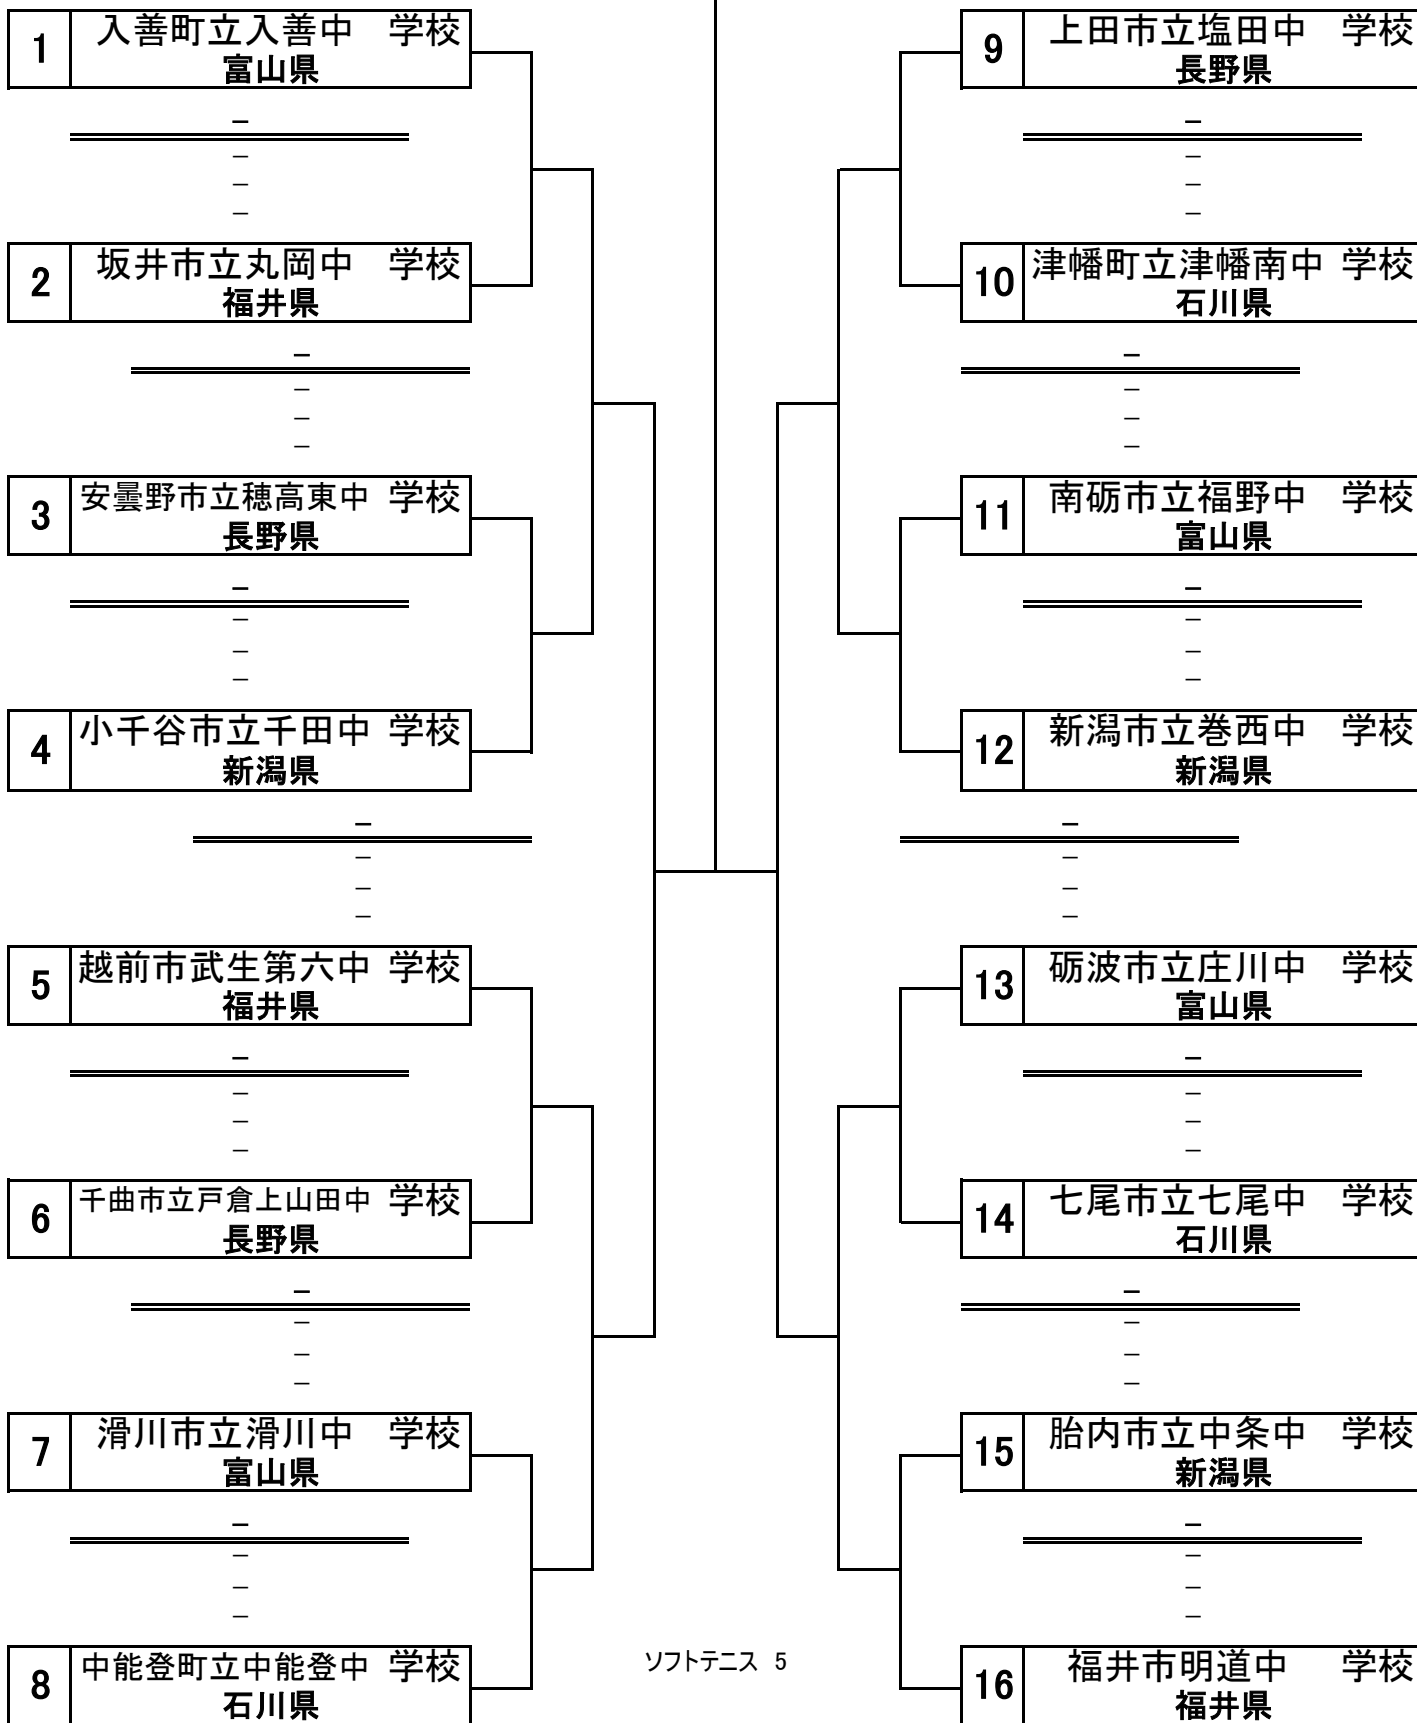 1
入善町立入善中 学校
富山県
－
－
－
－
2
坂井市立丸岡中 学校
福井県
－
－
－
－
3
安曇野市立穂高東中 学校
長野県
－
－
－
－
4
小千谷市立千田中 学校
新潟県
－
－
－
－
5
越前市武生第六中 学校
福井県
－
－
－
－
6
千曲市立戸倉上山田中 学校
長野県
－
－
－
－
7
滑川市立滑川中 学校
富山県
－
－
－
－
8
中能登町立中能登中 学校
石川県
9
上田市立塩田中 学校
長野県
－
－
－
－
10
津幡町立津幡南中 学校
石川県
－
－
－
－
11
南砺市立福野中 学校
富山県
－
－
－
－
12
新潟市立巻西中 学校
新潟県
－
－
－
－
13
砺波市立庄川中 学校
富山県
－
－
－
－
14
七尾市立七尾中 学校
石川県
－
－
－
－
15
胎内市立中条中 学校
新潟県
－
－
－
－
16
福井市明道中 学校
福井県
ソフトテニス 5